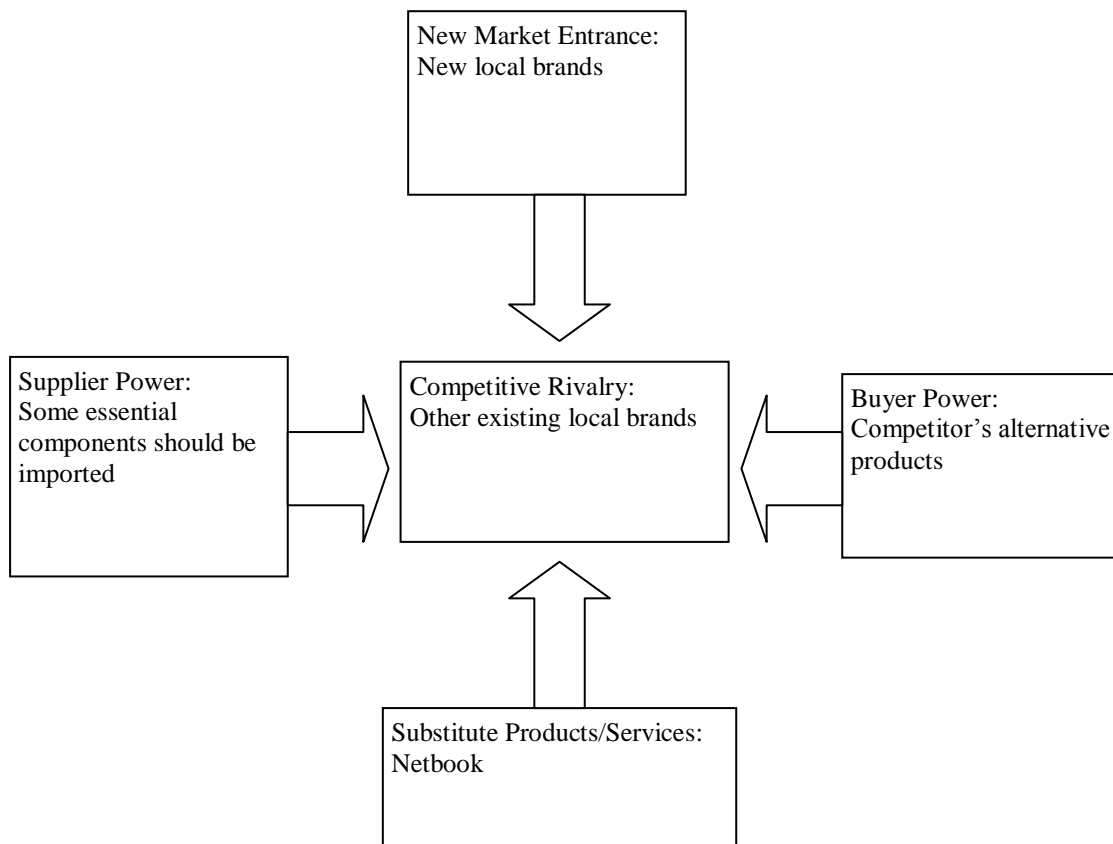 New Market Entrance:
New local brands
Supplier Power:
Some essential
components should be
imported
Competitive Rivalry:
Other existing local brands
Buyer Power:
Competitor’s alternative
products
Substitute Products/Services:
Netbook